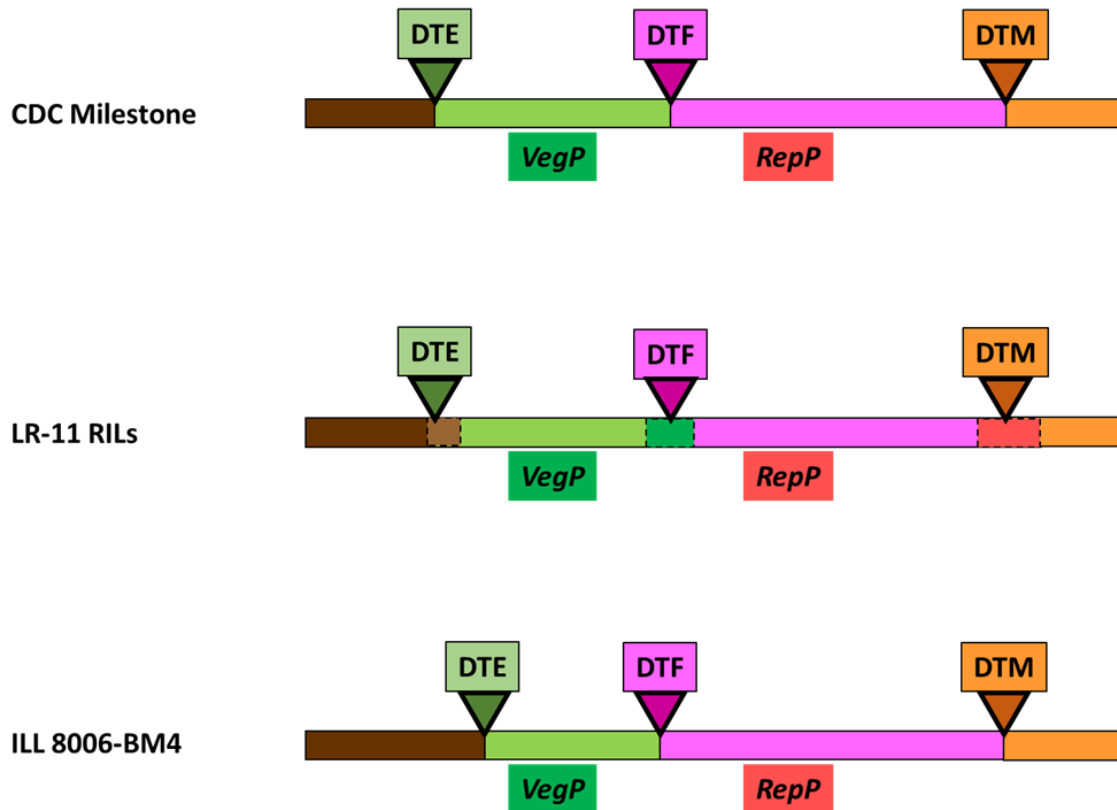 DTE DTF DTM
CDC Milestone
VegP RepP
DTE DTF DTM
LR-11 RILs
VegP RepP
DTE DTF DTM
ILL 8006-BM4
VegP RepP